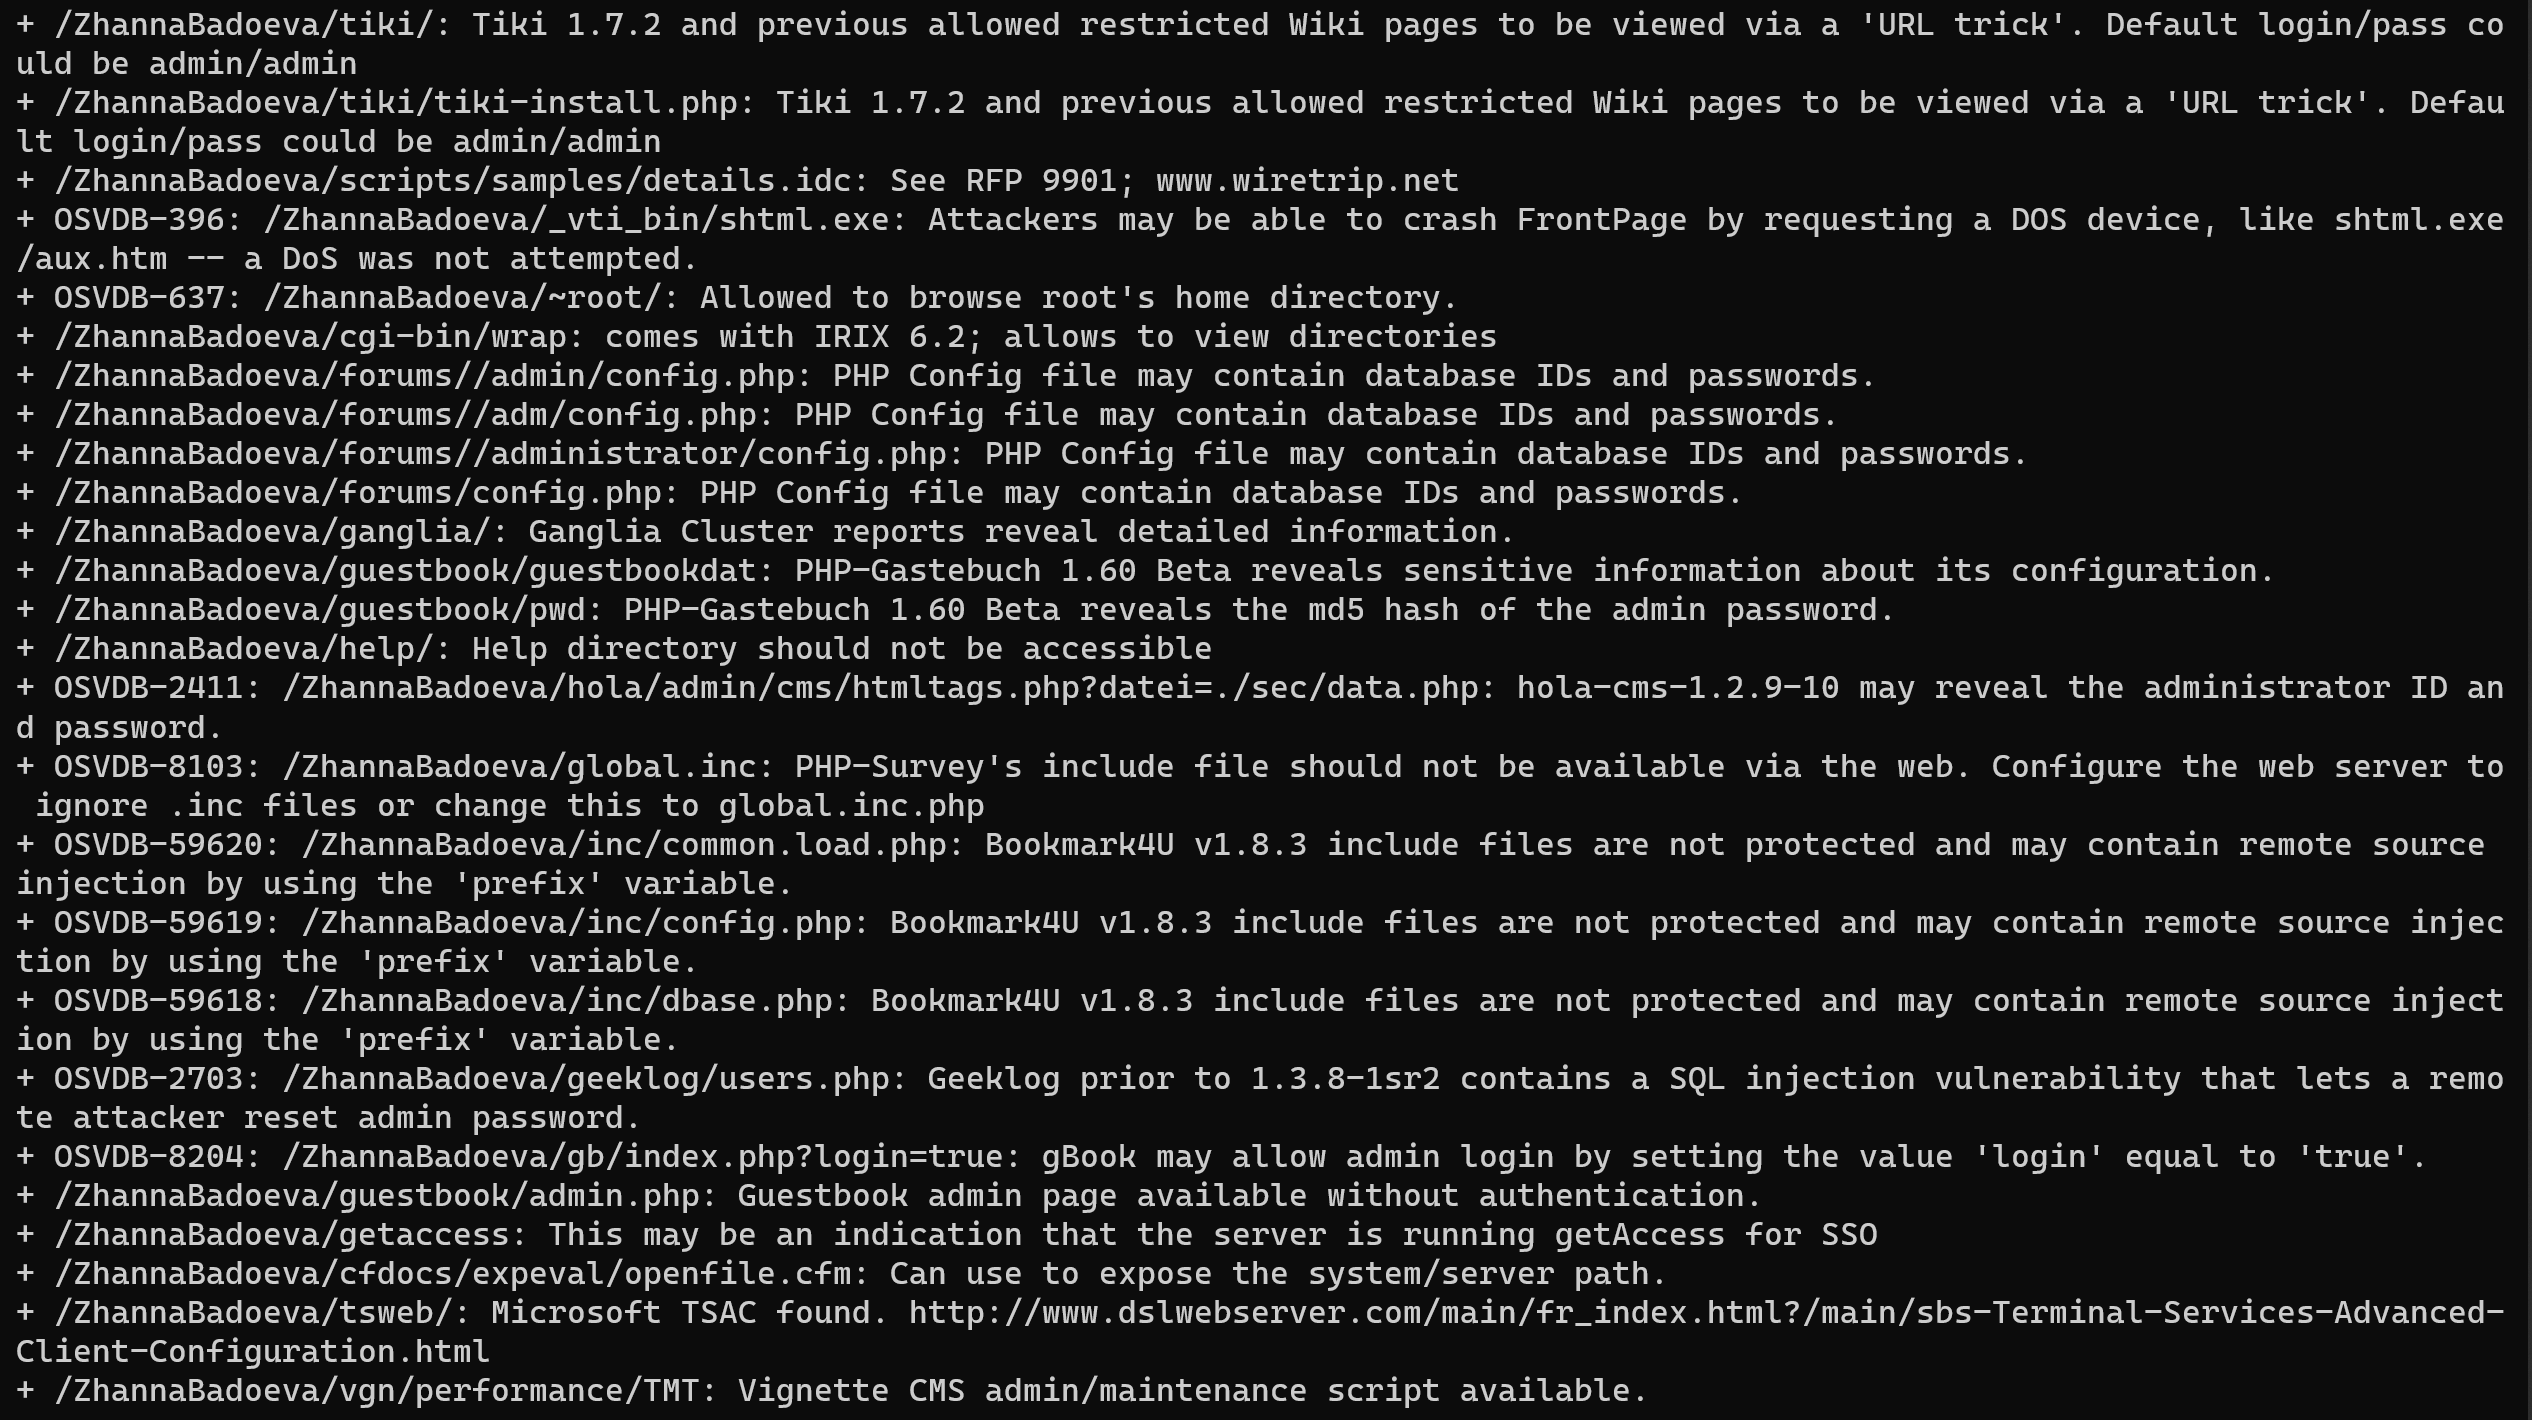 + /ZhannaBadoeva/tiki/: Tiki 1.7.2 and previous allowed restricted Wiki pages to be viewed via a 'URL trick'. Default login/pass co
uld be admin/admin
+ /ZhannaBadoeva/tiki/tiki-install.php: Tiki 1.7.2 and previous allowed restricted Wiki pages to be viewed via a 'URL trick'. Defau
lt login/pass could be admin/admin
+ /ZhannaBadoeva/scripts/samples/details.idc: See RFP 9901; www.wiretrip.net
+ OSVDB-396: /ZhannaBadoeva/_vti_bin/shtml.exe: Attackers may be able to crash FrontPage by requesting a DOS device, like shtml.exe
/aux.htm -- a DoS was not attempted.
+ OSVDB-637: /ZhannaBadoeva/~root/: Allowed to browse root's home directory.
+ /ZhannaBadoeva/cgi-bin/wrap: comes with IRIX 6.2; allows to view directories
+ /ZhannaBadoeva/forums//admin/config.php: PHP Config file may contain database IDs and passwords.
+ /ZhannaBadoeva/forums//adm/config.php: PHP Config file may contain database IDs and passwords.
+ /ZhannaBadoeva/forums//administrator/config.php: PHP Config file may contain database IDs and passwords.
+ /ZhannaBadoeva/forums/config.php: PHP Config file may contain database IDs and passwords.
+ /ZhannaBadoeva/ganglia/: Ganglia Cluster reports reveal detailed information.
+ /ZhannaBadoeva/guestbook/guestbookdat: PHP-Gastebuch 1.60 Beta reveals sensitive information about its configuration.
+ /ZhannaBadoeva/guestbook/pwd: PHP-Gastebuch 1.60 Beta reveals the md5 hash of the admin password.
+ /ZhannaBadoeva/help/: Help directory should not be accessible
+ OSVDB-2411: /ZhannaBadoeva/hola/admin/cms/htmltags.php?datei=./sec/data.php: hola-cms-1.2.9-10 may reveal the administrator ID an
d password.
+ OSVDB-8103: /ZhannaBadoeva/global.inc: PHP-Survey's include file should not be available via the web. Configure the web server to
 ignore .inc files or change this to global.inc.php
+ OSVDB-59620: /ZhannaBadoeva/inc/common.load.php: Bookmark4U v1.8.3 include files are not protected and may contain remote source
injection by using the 'prefix' variable.
+ OSVDB-59619: /ZhannaBadoeva/inc/config.php: Bookmark4U v1.8.3 include files are not protected and may contain remote source injec
tion by using the 'prefix' variable.
+ OSVDB-59618: /ZhannaBadoeva/inc/dbase.php: Bookmark4U v1.8.3 include files are not protected and may contain remote source inject
ion by using the 'prefix' variable.
+ OSVDB-2703: /ZhannaBadoeva/geeklog/users.php: Geeklog prior to 1.3.8-1sr2 contains a SQL injection vulnerability that lets a remo
te attacker reset admin password.
+ OSVDB-8204: /ZhannaBadoeva/gb/index.php?login=true: gBook may allow admin login by setting the value 'login' equal to 'true'.
+ /ZhannaBadoeva/guestbook/admin.php: Guestbook admin page available without authentication.
+ /ZhannaBadoeva/getaccess: This may be an indication that the server is running getAccess for SSO
+ /ZhannaBadoeva/cfdocs/expeval/openfile.cfm: Can use to expose the system/server path.
+ /ZhannaBadoeva/tsweb/: Microsoft TSAC found. http://www.dslwebserver.com/main/fr_index.html?/main/sbs-Terminal-Services-Advanced-
Client-Configuration.html
+ /ZhannaBadoeva/vgn/performance/TMT: Vignette CMS admin/maintenance script available.